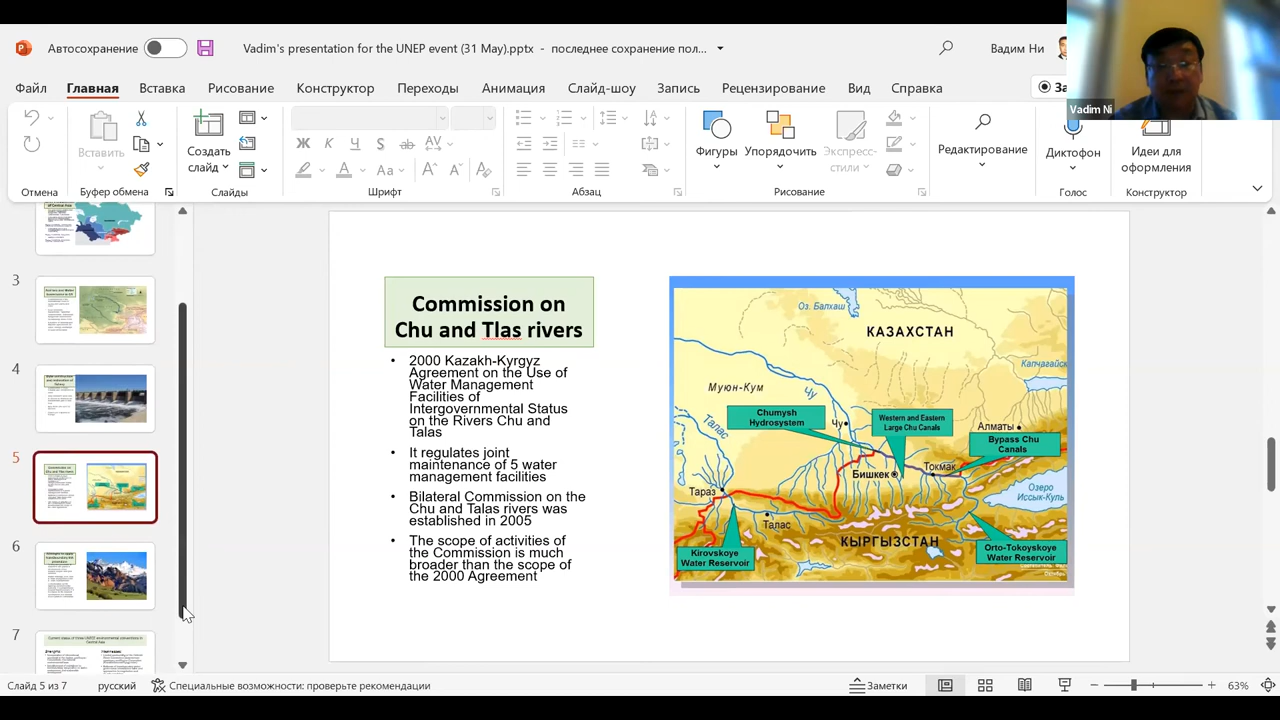 Автосохранение
Vadim's presentation for the UNEP event (31 May).pptx - последнее сохранение пол...
Вадим Ни
Vadim Ni
Файл Главная Вставка Рисование Конструктор Переходы Анимация Слайд-шоу Запись Рецензирование Вид Справка
Вставить
Создать
слайд
Ж К Ч S ab AV
Aa
Фигуры
Упорядочить
Экспресс-
стили
Редактирование
Диктофон
Идеи для
оформления
Отмена
Буфер обмена
Слайды
Шрифт
Абзац
Рисование
Голос
Конструктор
3
4
5
6
7
Commission on
Chu and Tlas rivers
• 2000 Kazakh-Kyrgyz
Agreement on the Use of
Water Management
Facilities of
Intergovernmental Status
on the Rivers Chu and
Talas
• It regulates joint
maintenance of 5 water
management facilities
• Bilateral Commission on the
Chu and Talas rivers was
established in 2005
• The scope of activities of
the Commission is much
broader than the scope of
the 2000 Agreement
Оз. Балхаш
КАЗАХСТАН
Капчагайск
Муюн-Кум
Чу
Талас
Chumysh
Hydrosystem
Western and Eastern
Large Chu Canals
Чу
Алматы
Bypass Chu
Canals
Бишкек
Токмак
Тараз
Озеро
Иссык-Куль
Талас
КЫРГЫЗСТАН
Kirovskoye
Water Reservoir
Orto-Tokoyskoye
Water Reservoir
Слайд 5 из 7
русский
Специальные возможности: проверьте рекомендации
Заметки
63%